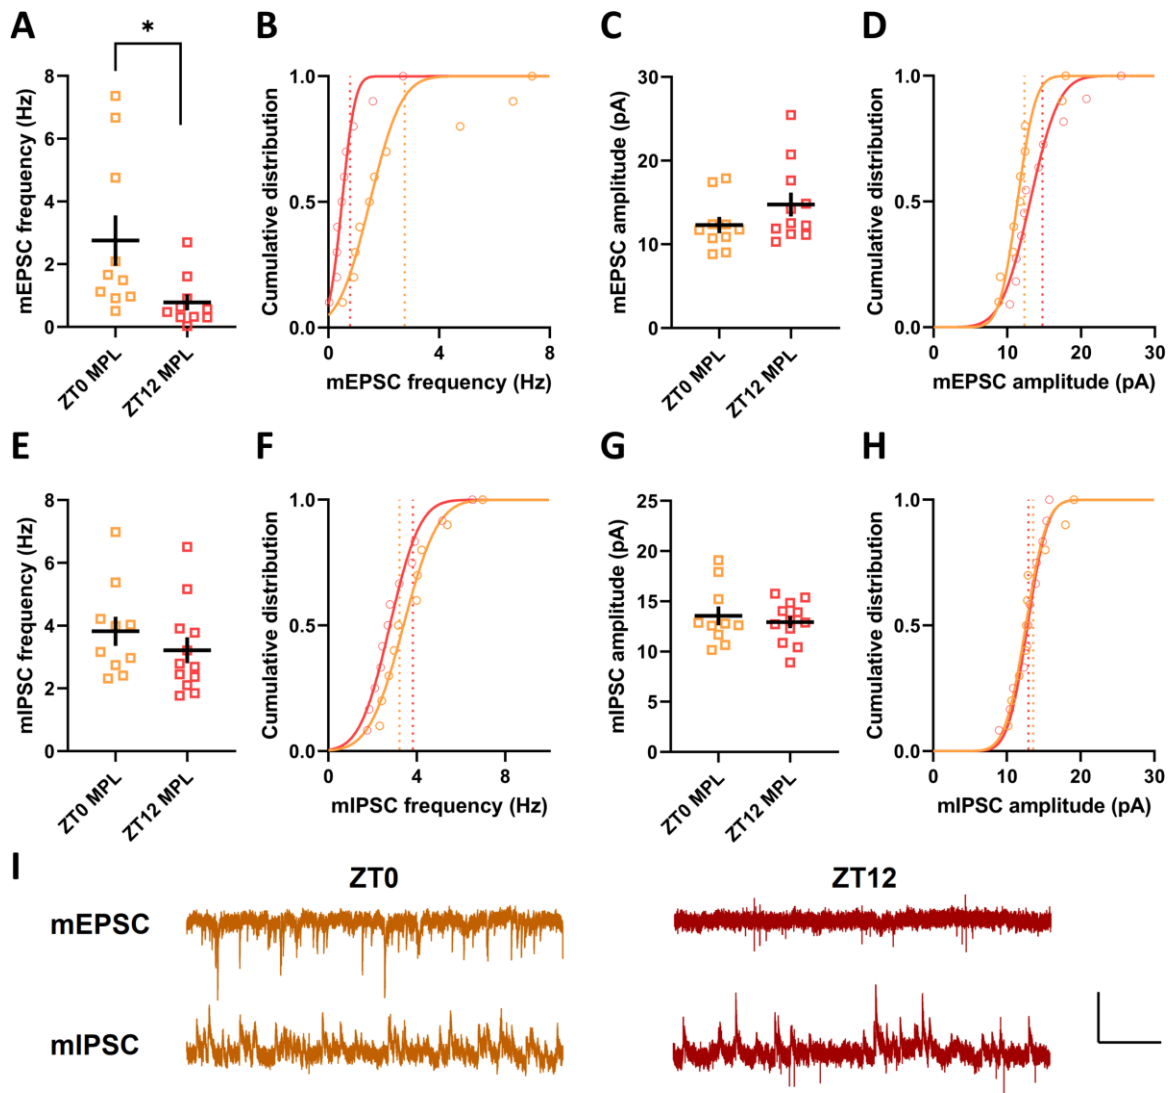 A
*
mEPSC frequency (Hz)
8
6
4
2
0
ZT0 MPL
ZT12 MPL
B
Cumulative distribution
1.0
0.5
0.0
0
4
8
mEPSC frequency (Hz)
C
mEPSC amplitude (pA)
30
20
10
0
ZT0 MPL
ZT12 MPL
D
Cumulative distribution
1.0
0.5
0.0
0
10
20
30
mEPSC amplitude (pA)
E
mIPSC frequency (Hz)
8
6
4
2
0
ZT0 MPL
ZT12 MPL
F
Cumulative distribution
1.0
0.5
0.0
0
4
8
mIPSC frequency (Hz)
G
mIPSC amplitude (pA)
25
20
15
10
5
0
ZT0 MPL
ZT12 MPL
H
Cumulative distribution
1.0
0.5
0.0
0
10
20
30
mIPSC amplitude (pA)
I
ZT0
ZT12
mEPSC
mIPSC